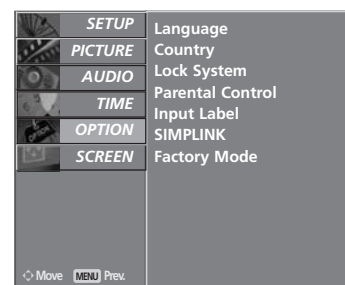 SETUP
PICTURE
AUDIO
TIME
OPTION
SCREEN
Language
Country
Lock System
Parental Control
Input Label
SIMPLINK
Factory Mode
Move MENU Prev.